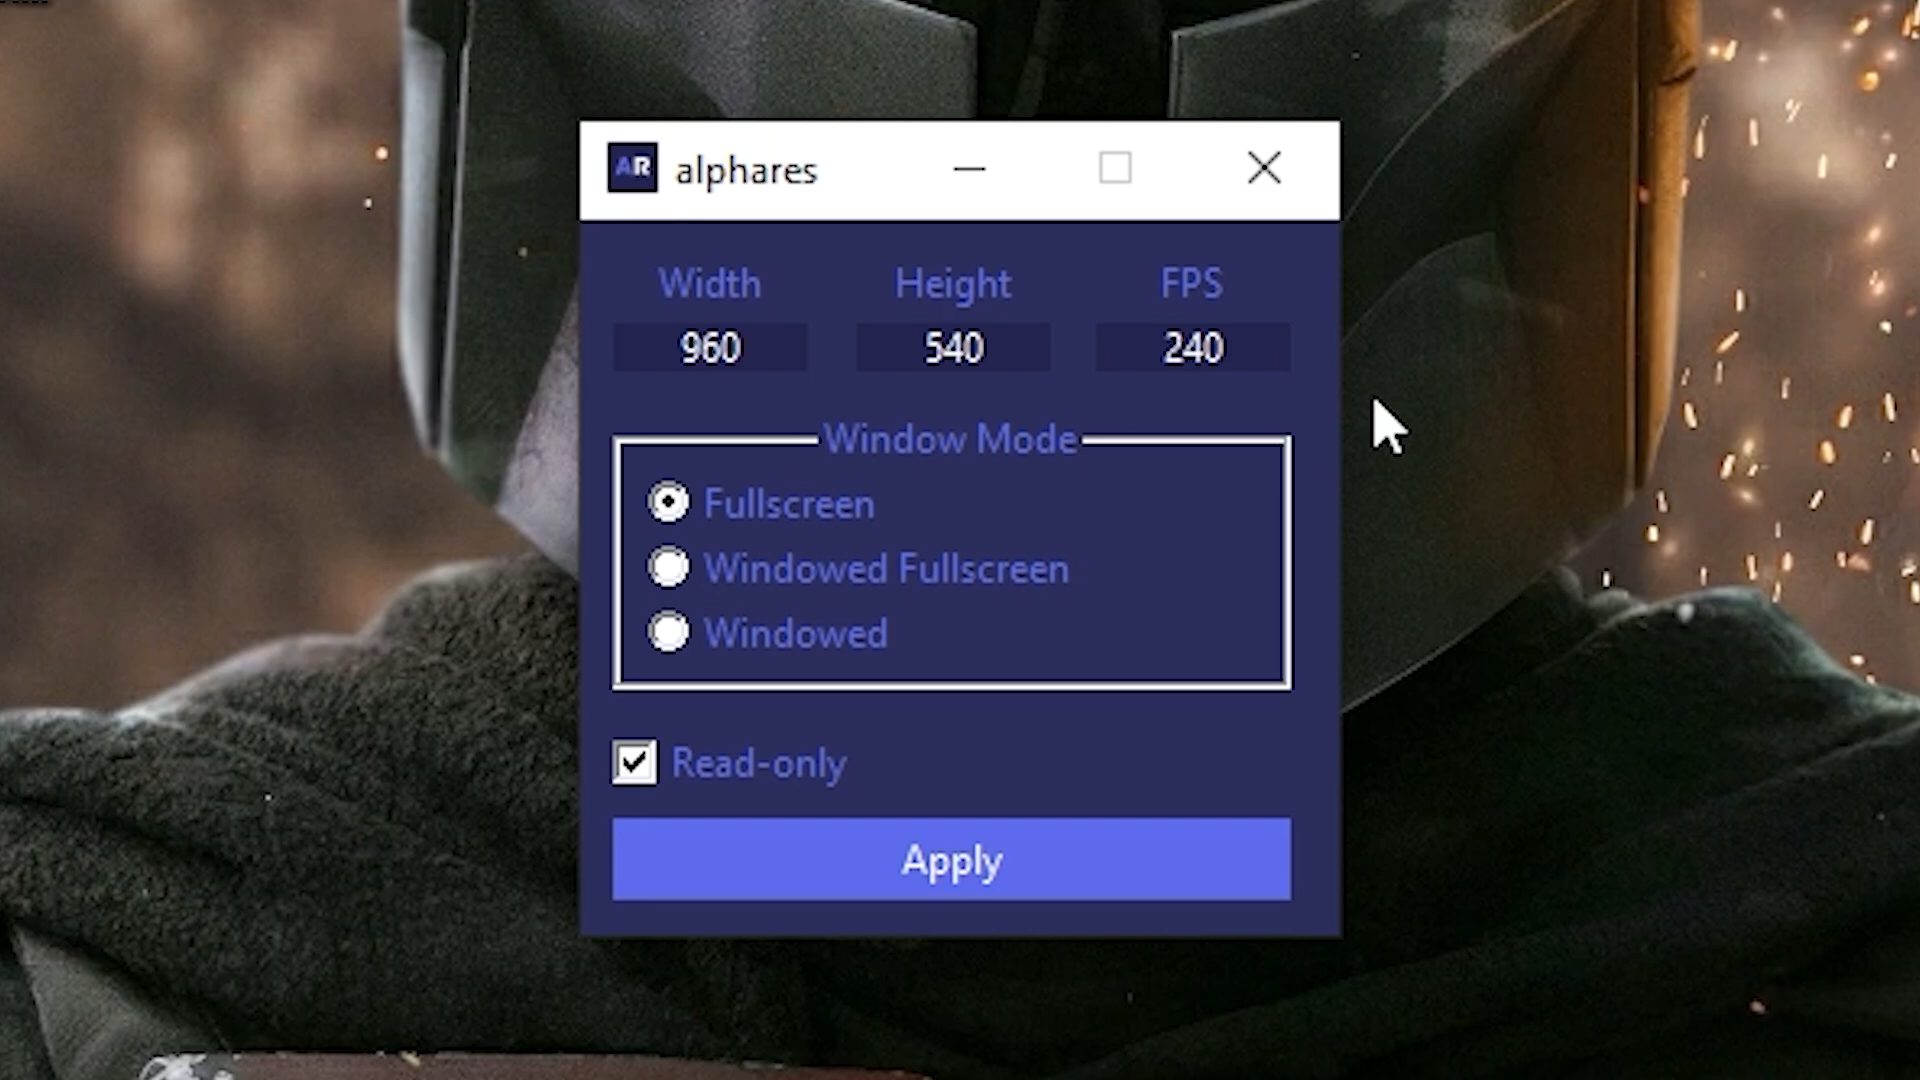 AR alphares
Width Height FPS
960 540 240
Window Mode
Fullscreen
Windowed Fullscreen
Windowed
Read-only
Apply